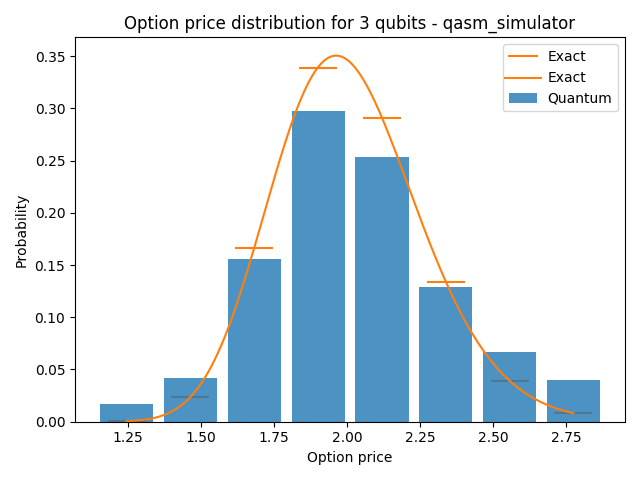 Option price distribution for 3 qubits - qasm_simulator
Exact
Exact
Quantum
Probability
0.35
0.30
0.25
0.20
0.15
0.10
0.05
0.00
1.25 1.50 1.75 2.00 2.25 2.50 2.75
Option price